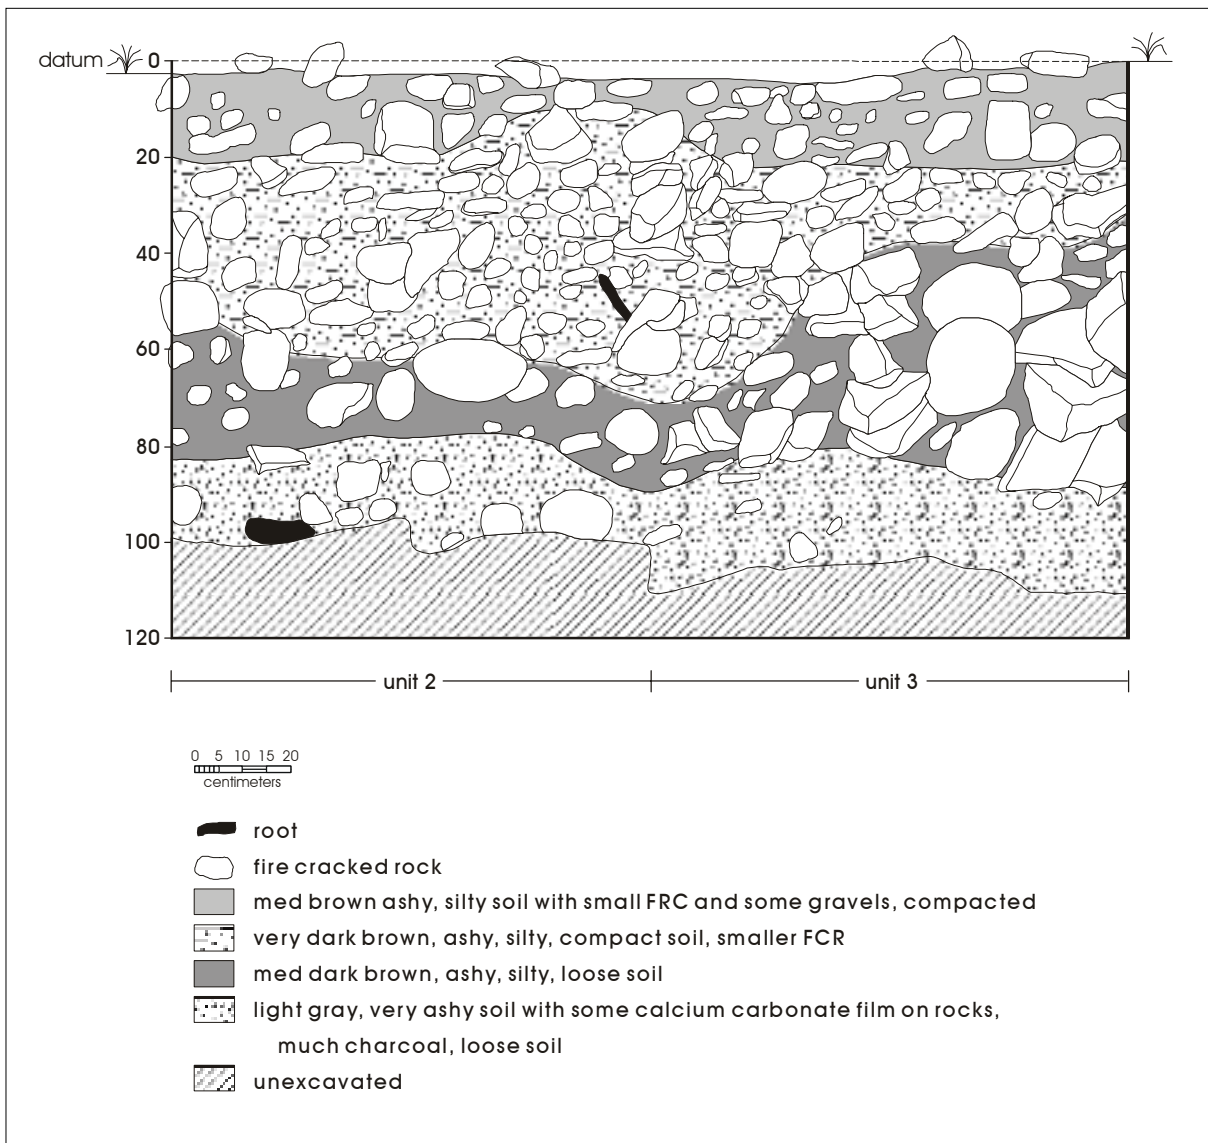 datum
0
20
40
60
80
100
120
unit 2 unit 3
0 5 10 15 20
centimeters
root
fire cracked rock
med brown ashy, silty soil with small FRC and some gravels, compacted
very dark brown, ashy, silty, compact soil, smaller FCR
med dark brown, ashy, silty, loose soil
light gray, very ashy soil with some calcium carbonate film on rocks,
much charcoal, loose soil
unexcavated